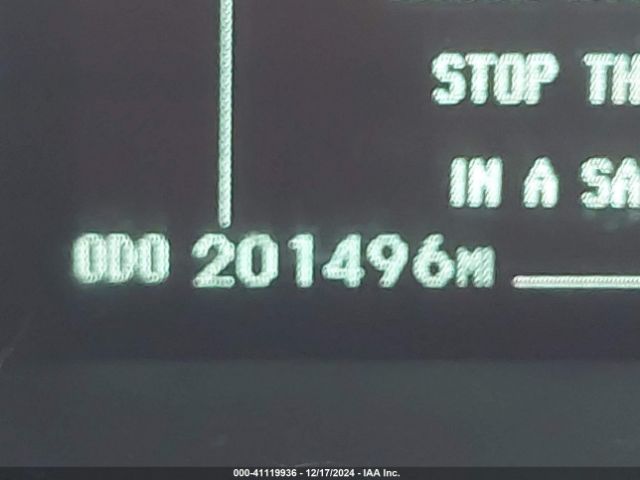 STOP TH
IN A SA
ODO 201496M
000-41119936 - 12/17/2024 - IAA Inc.